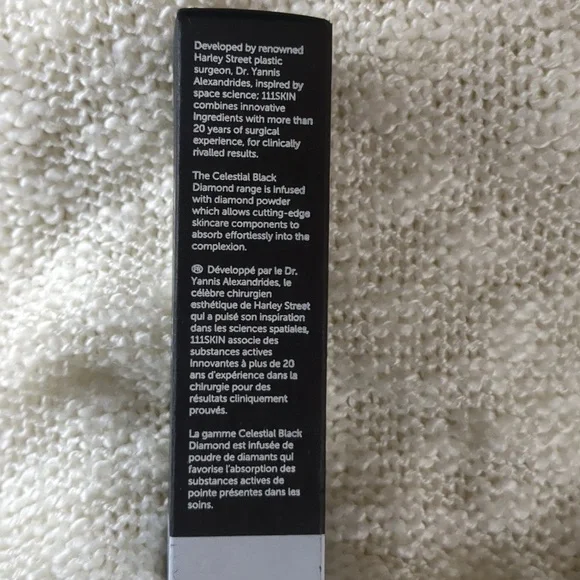 Developed by renowned
Harley Street plastic
surgeon, Dr. Yannis
Alexandrides, inspired by
space science; 111SKIN
combines innovative
Ingredients with more than
20 years of surgical
experience, for clinically
rivalled results.
The Celestial Black
Diamond range is infused
with diamond powder
which allows cutting-edge
skincare components to
absorb effortlessly into the
complexion.
FR Développé par le Dr.
Yannis Alexandrides, le
célèbre chirurgien
esthétique de Harley Street
qui a puisé son inspiration
dans les sciences spatiales,
111SKIN associe des
substances actives
innovantes à plus de 20
ans d'expérience dans la
chirurgie pour des
résultats cliniquement
prouvés.
La gamme Celestial Black
Diamond est infusée de
poudre de diamants qui
favorise l'absorption des
substances actives de
pointe présentes dans les
soins.